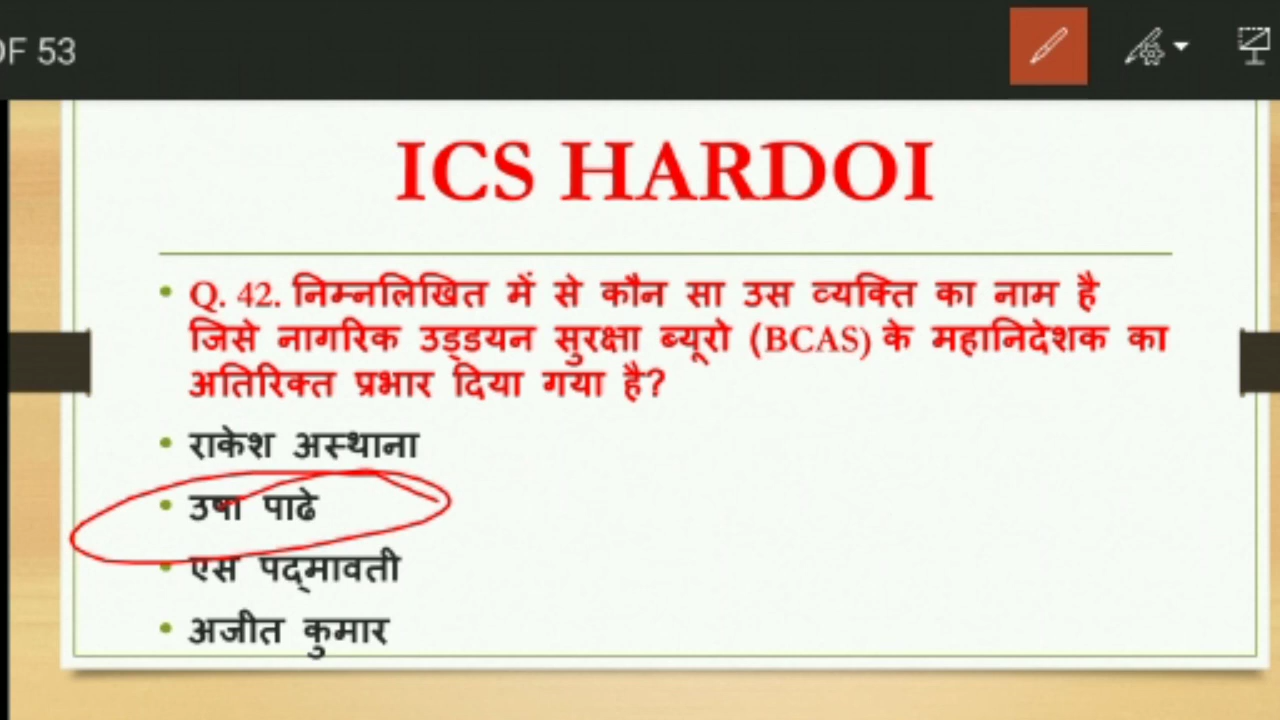 OF 53
ICS HARDOI
• Q. 42. निम्नलिखित में से कौन सा उस व्यक्ति का नाम है
जिसे नागरिक उड्डयन सुरक्षा ब्यूरो (BCAS) के महानिदेशक का
अतिरिक्त प्रभार दिया गया है?
• राकेश अस्थाना
• उषा पाढे
• एस पद्मावती
• अजीत कुमार